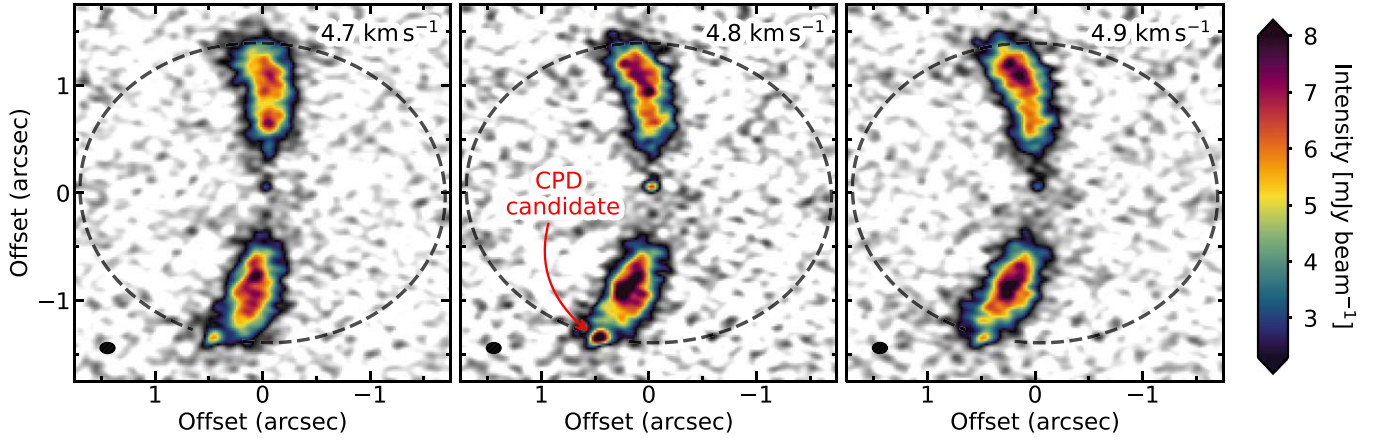 4.7 km s⁻¹
4.8 km s⁻¹
4.9 km s⁻¹
CPD
candidate
1
0
−1
Offset (arcsec)
1
0
−1
Offset (arcsec)
1
0
−1
Offset (arcsec)
1
0
−1
Offset (arcsec)
8
7
6
5
4
3
Intensity [mJy beam⁻¹]